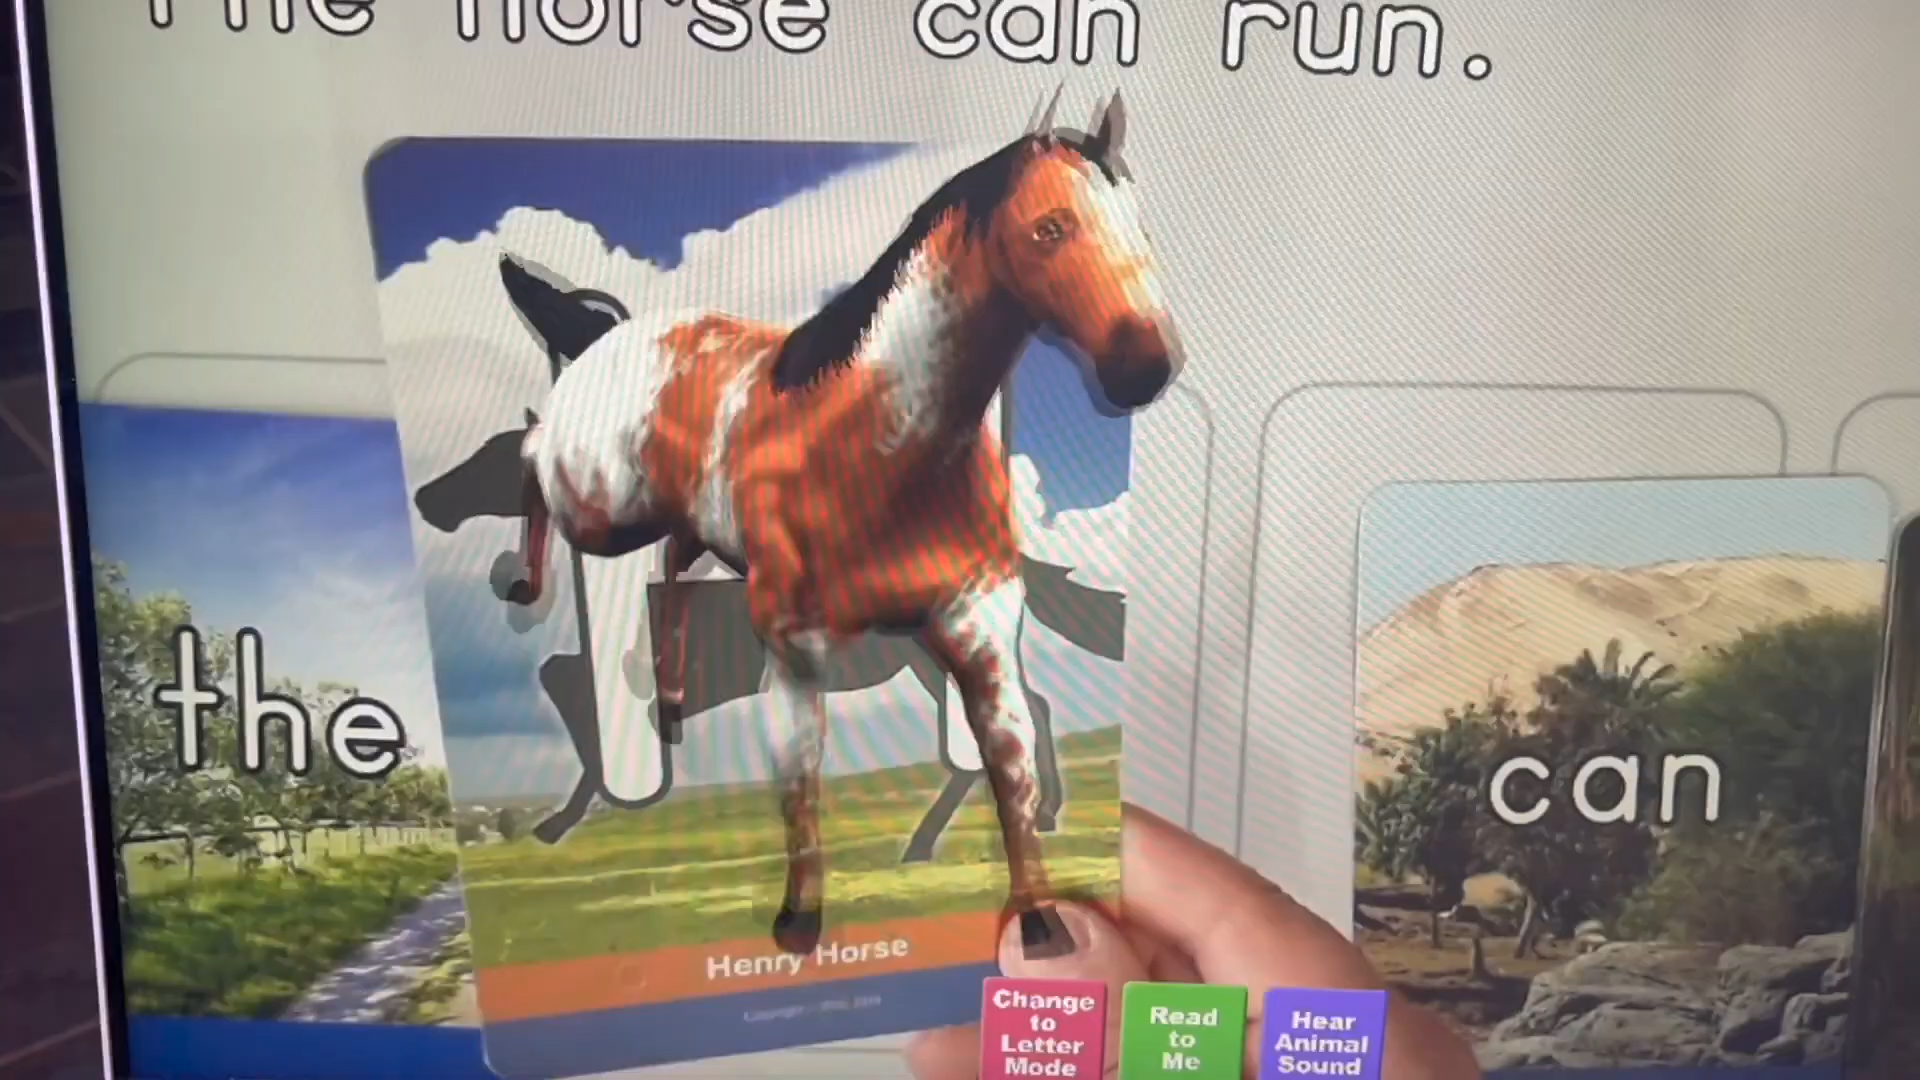 The horse can run.
the
can
Henry Horse
Change
to
Letter
Mode
Read
to
Me
Hear
Animal
Sound